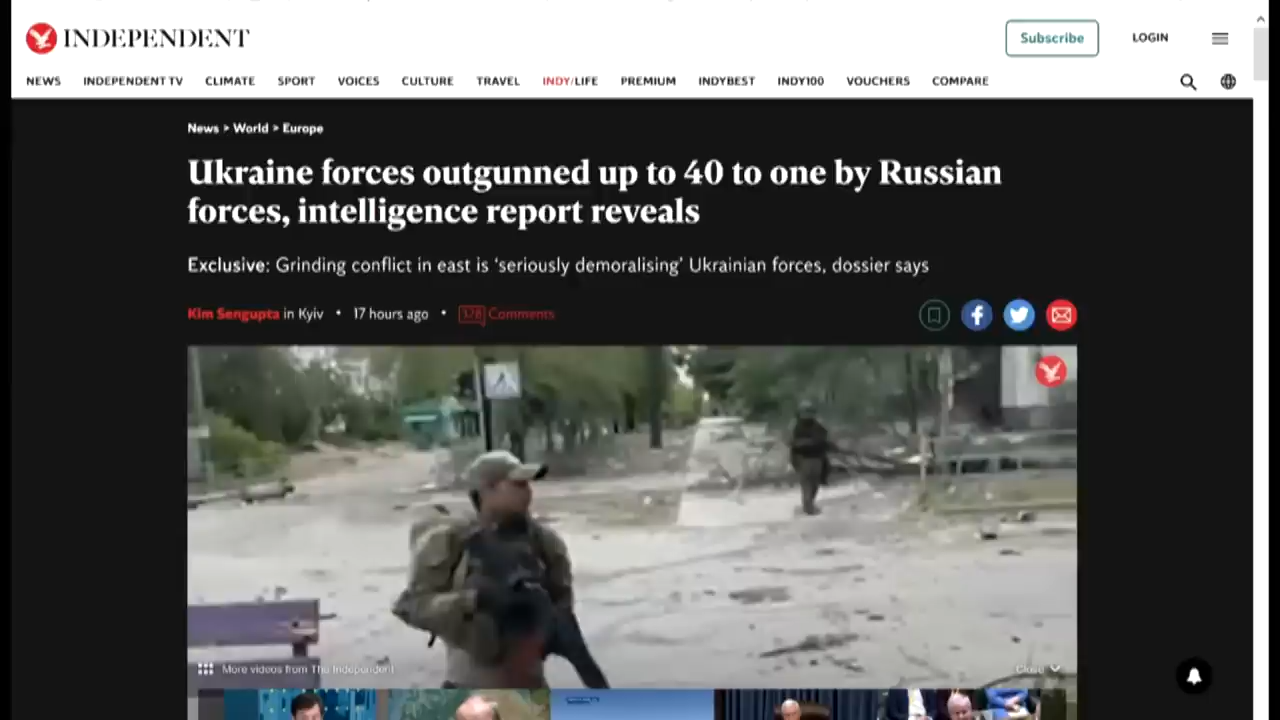 INDEPENDENT
Subscribe
LOGIN
NEWS INDEPENDENT TV CLIMATE SPORT VOICES CULTURE TRAVEL INDY/LIFE PREMIUM INDYBEST INDY100 VOUCHERS COMPARE
News > World > Europe
Ukraine forces outgunned up to 40 to one by Russian
forces, intelligence report reveals
Exclusive: Grinding conflict in east is ‘seriously demoralising’ Ukrainian forces, dossier says
Kim Sengupta in Kyiv • 17 hours ago • 378 Comments
More videos from The Independent
Close